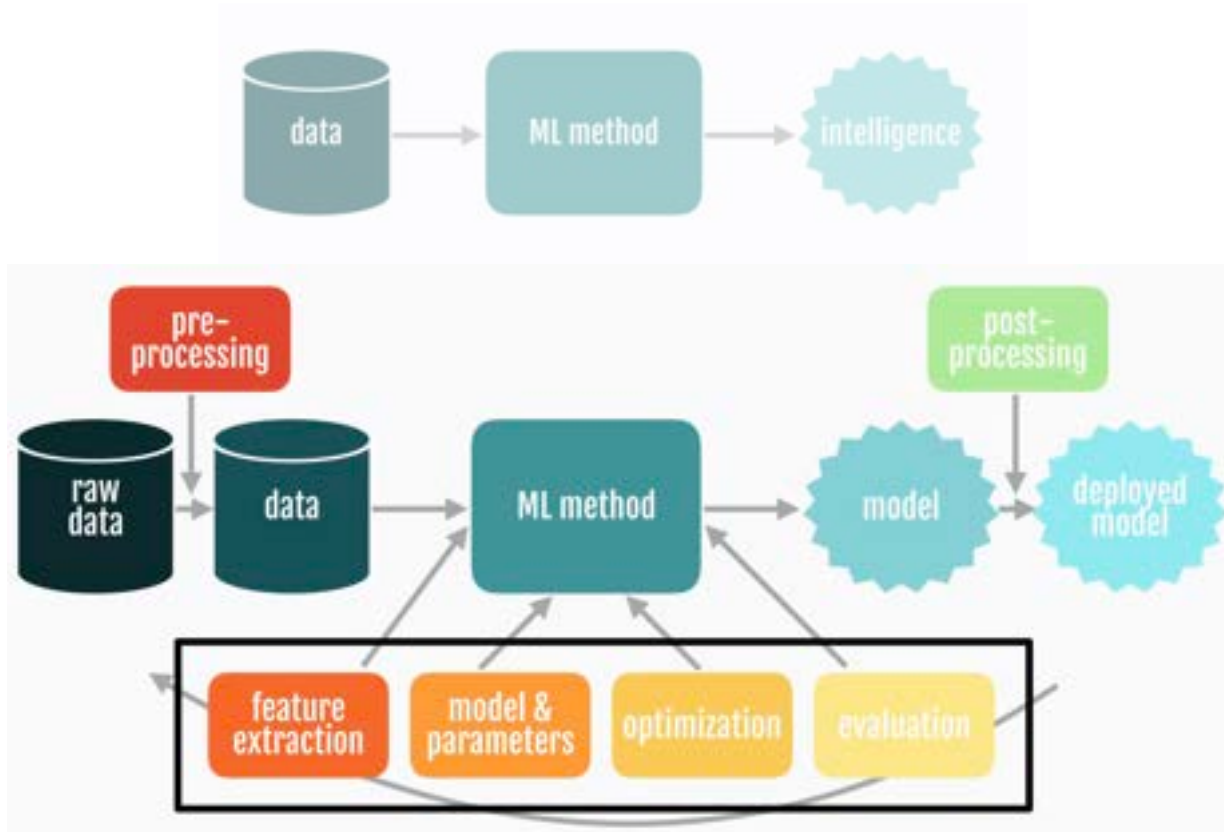 data
ML method
intelligence
pre-
processing
post-
processing
raw
data
data
ML method
model
deployed
model
feature
extraction
model &
parameters
optimization
evaluation